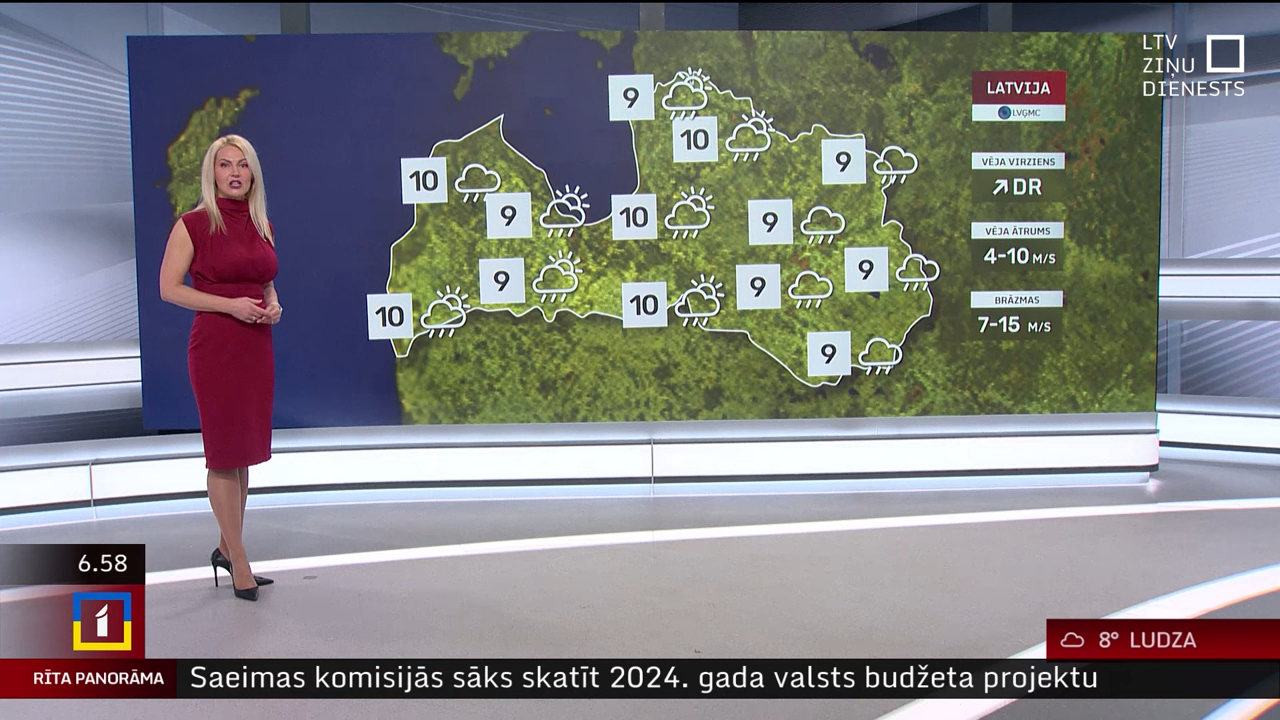 LTV
ZIŅU
DIENESTS
LATVIJA
LVĢMC
VĒJA VIRZIENS
DR
VĒJA ĀTRUMS
4-10 M/S
BRĀZMAS
7-15 M/S
9
10
9
10
9
10
9
9
9
9
10
10
9
6.58
1
8° LUDZA
RĪTA PANORĀMA
Saeimas komisijās sāks skatīt 2024. gada valsts budžeta projektu